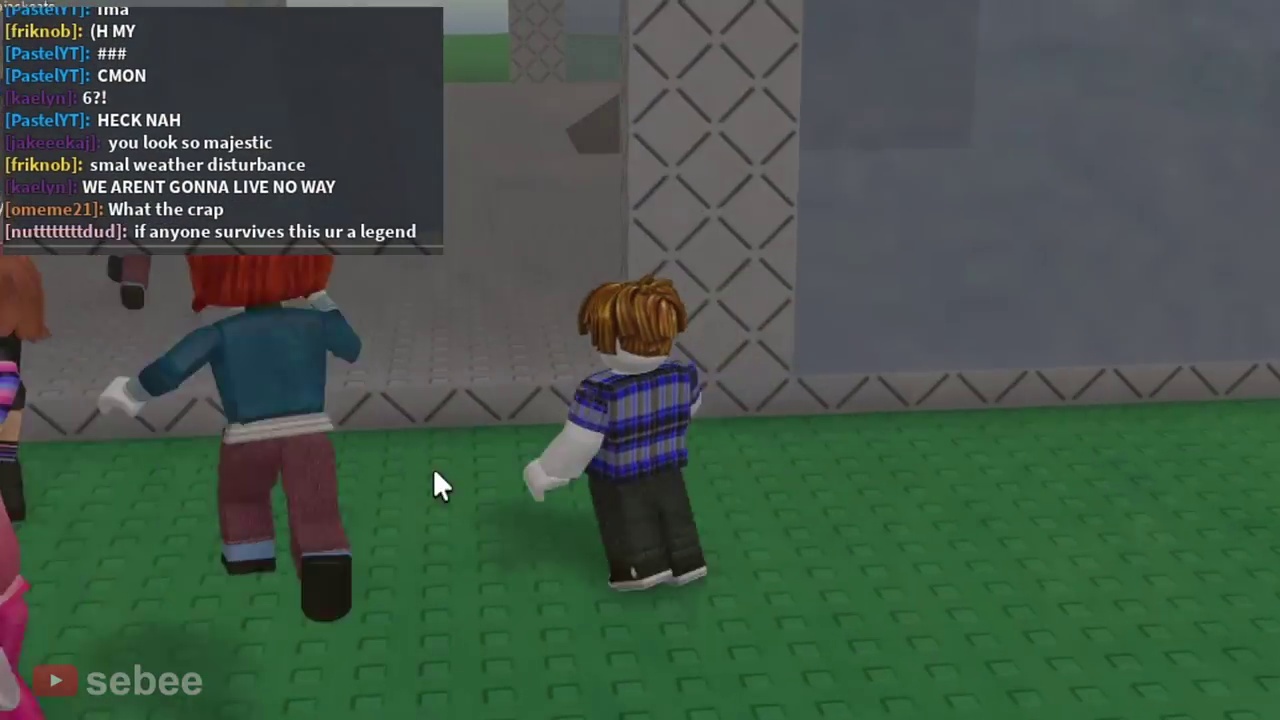 [PastelYT]: ima
[friknob]: (H MY
[PastelYT]: ###
[PastelYT]: CMON
[kaelyn]: 6?!
[PastelYT]: HECK NAH
[jakeeekaj]: you look so majestic
[friknob]: smal weather disturbance
[kaelyn]: WE ARENT GONNA LIVE NO WAY
[omeme21]: What the crap
[nuttttttttdud]: if anyone survives this ur a legend
sebee